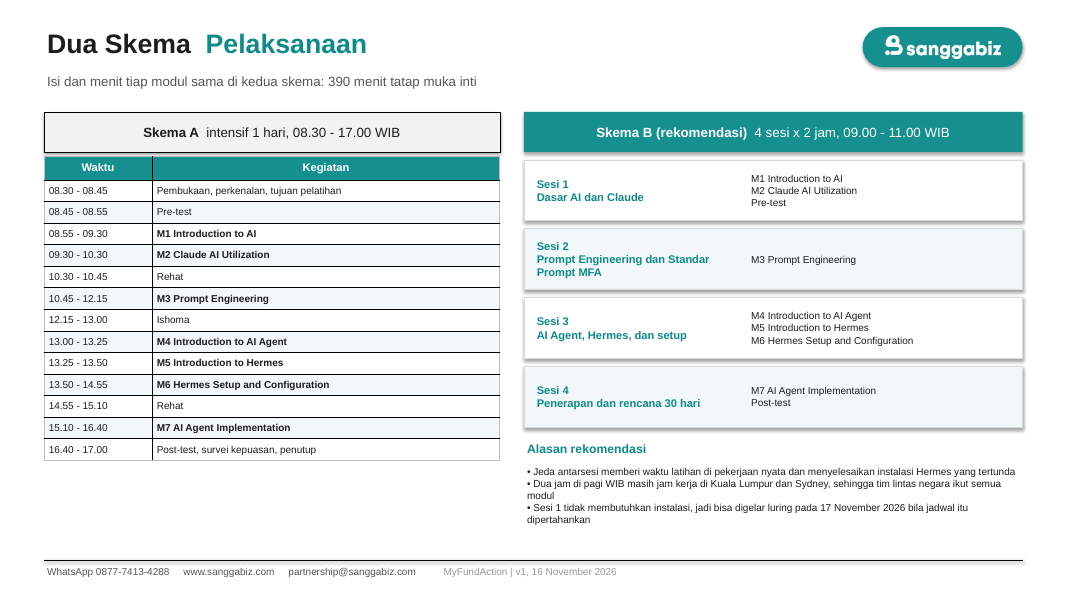 Dua Skema Pelaksanaan
sanggabiz
Isi dan menit tiap modul sama di kedua skema: 390 menit tatap muka inti
Skema A intensif 1 hari, 08.30 - 17.00 WIB
Waktu Kegiatan
08.30 - 08.45 Pembukaan, perkenalan, tujuan pelatihan
08.45 - 08.55 Pre-test
08.55 - 09.30 M1 Introduction to AI
09.30 - 10.30 M2 Claude AI Utilization
10.30 - 10.45 Rehat
10.45 - 12.15 M3 Prompt Engineering
12.15 - 13.00 Ishoma
13.00 - 13.25 M4 Introduction to AI Agent
13.25 - 13.50 M5 Introduction to Hermes
13.50 - 14.55 M6 Hermes Setup and Configuration
14.55 - 15.10 Rehat
15.10 - 16.40 M7 AI Agent Implementation
16.40 - 17.00 Post-test, survei kepuasan, penutup
Skema B (rekomendasi) 4 sesi x 2 jam, 09.00 - 11.00 WIB
Sesi 1
Dasar AI dan Claude
M1 Introduction to AI
M2 Claude AI Utilization
Pre-test
Sesi 2
Prompt Engineering dan Standar
Prompt MFA
M3 Prompt Engineering
Sesi 3
AI Agent, Hermes, dan setup
M4 Introduction to AI Agent
M5 Introduction to Hermes
M6 Hermes Setup and Configuration
Sesi 4
Penerapan dan rencana 30 hari
M7 AI Agent Implementation
Post-test
Alasan rekomendasi
• Jeda antarsesi memberi waktu latihan di pekerjaan nyata dan menyelesaikan instalasi Hermes yang tertunda
• Dua jam di pagi WIB masih jam kerja di Kuala Lumpur dan Sydney, sehingga tim lintas negara ikut semua
modul
• Sesi 1 tidak membutuhkan instalasi, jadi bisa digelar luring pada 17 November 2026 bila jadwal itu
dipertahankan
WhatsApp 0877-7413-4288 www.sanggabiz.com partnership@sanggabiz.com MyFundAction | v1, 16 November 2026